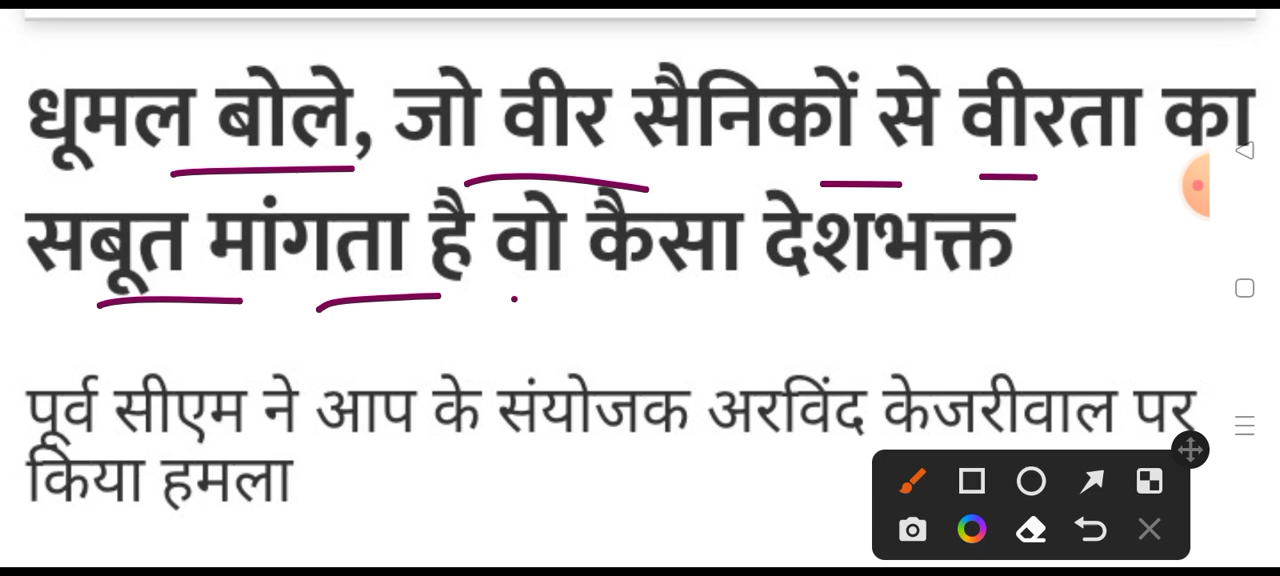 धूमल बोले, जो वीर सैनिकों से वीरता का
सबूत मांगता है वो कैसा देशभक्त
पूर्व सीएम ने आप के संयोजक अरविंद केजरीवाल पर
किया हमला